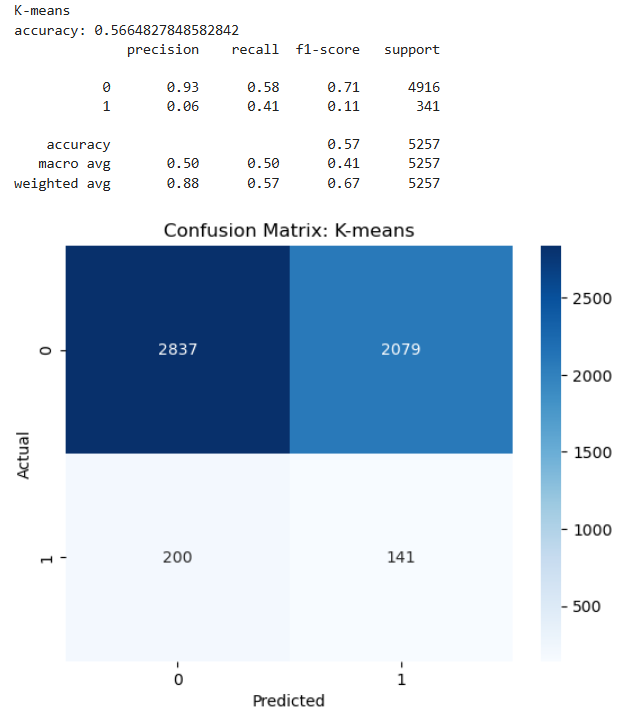 K-means
accuracy: 0.5664827848582842
precision recall f1-score support
0 0.93 0.58 0.71 4916
1 0.06 0.41 0.11 341
accuracy 0.57 5257
macro avg 0.50 0.50 0.41 5257
weighted avg 0.88 0.57 0.67 5257
Confusion Matrix: K-means
2837 2079
200 141
0
1
Actual
0 1
Predicted
2500
2000
1500
1000
500